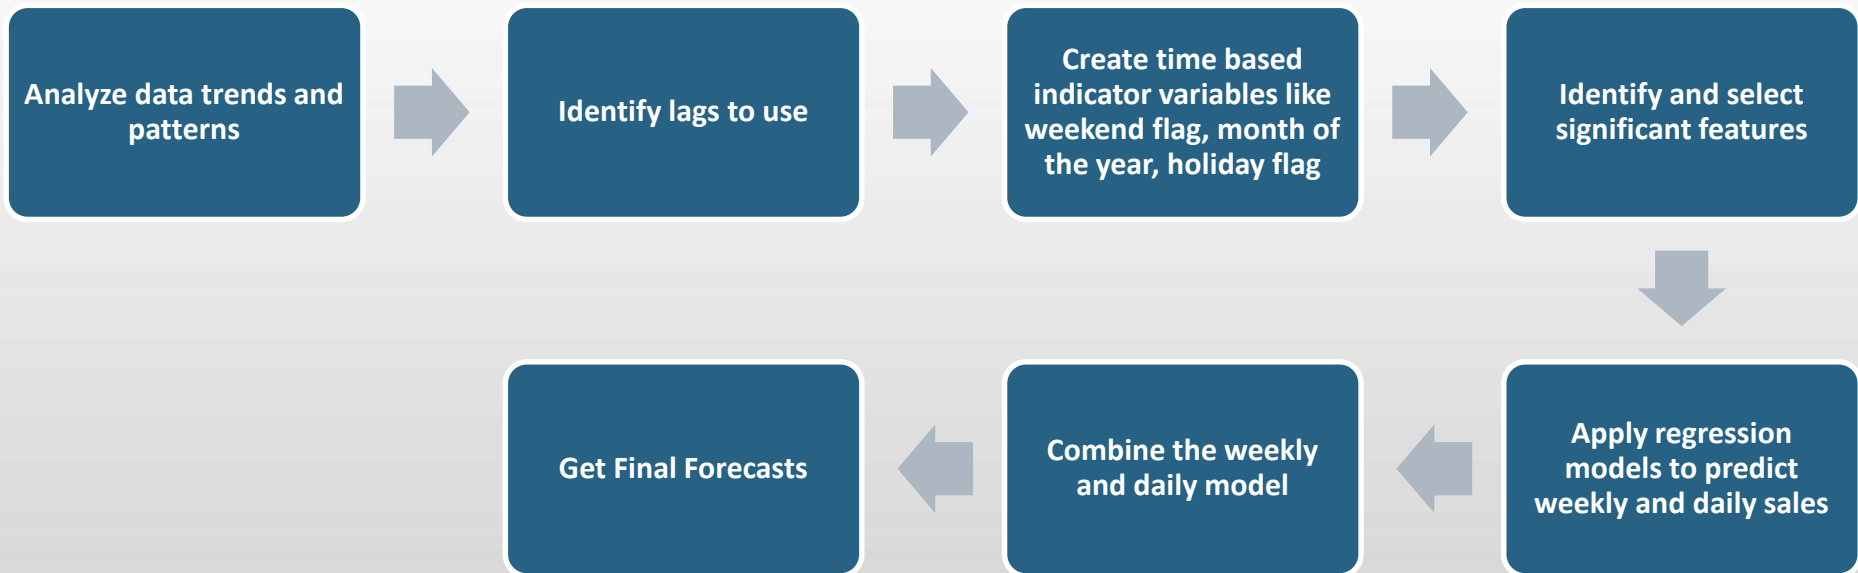 Analyze data trends and
patterns
Identify lags to use
Create time based
indicator variables like
weekend flag, month of
the year, holiday flag
Identify and select
significant features
Apply regression
models to predict
weekly and daily sales
Combine the weekly
and daily model
Get Final Forecasts